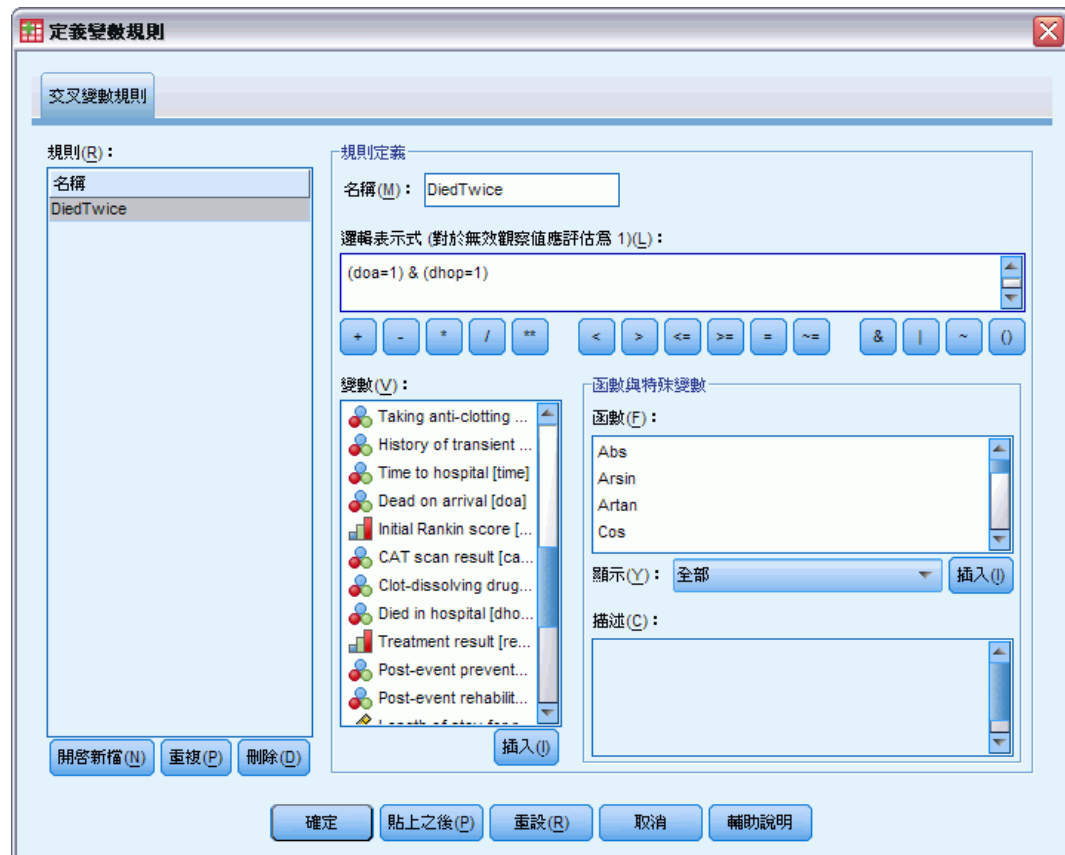 定義變數規則
交叉變數規則
規則(R)：
名稱
DiedTwice
規則定義
名稱(M)： DiedTwice
邏輯表示式 (對於無效觀察值應評估為 1)(L)：
(doa=1) & (dhop=1)
+ - * / ** < > <= >= = ~= & | ~ ()
變數(V)：
Taking anti-clotting ...
History of transient ...
Time to hospital [time]
Dead on arrival [doa]
Initial Rankin score [...
CAT scan result [ca...
Clot-dissolving drug...
Died in hospital [dho...
Treatment result [re...
Post-event prevent...
Post-event rehabilit...
插入(I)
函數與特殊變數
函數(F)：
Abs
Arsin
Artan
Cos
顯示(Y)： 全部 插入(I)
描述(C)：
開啓新檔(N) 重複(P) 刪除(D)
確定 貼上之後(P) 重設(R) 取消 輔助說明